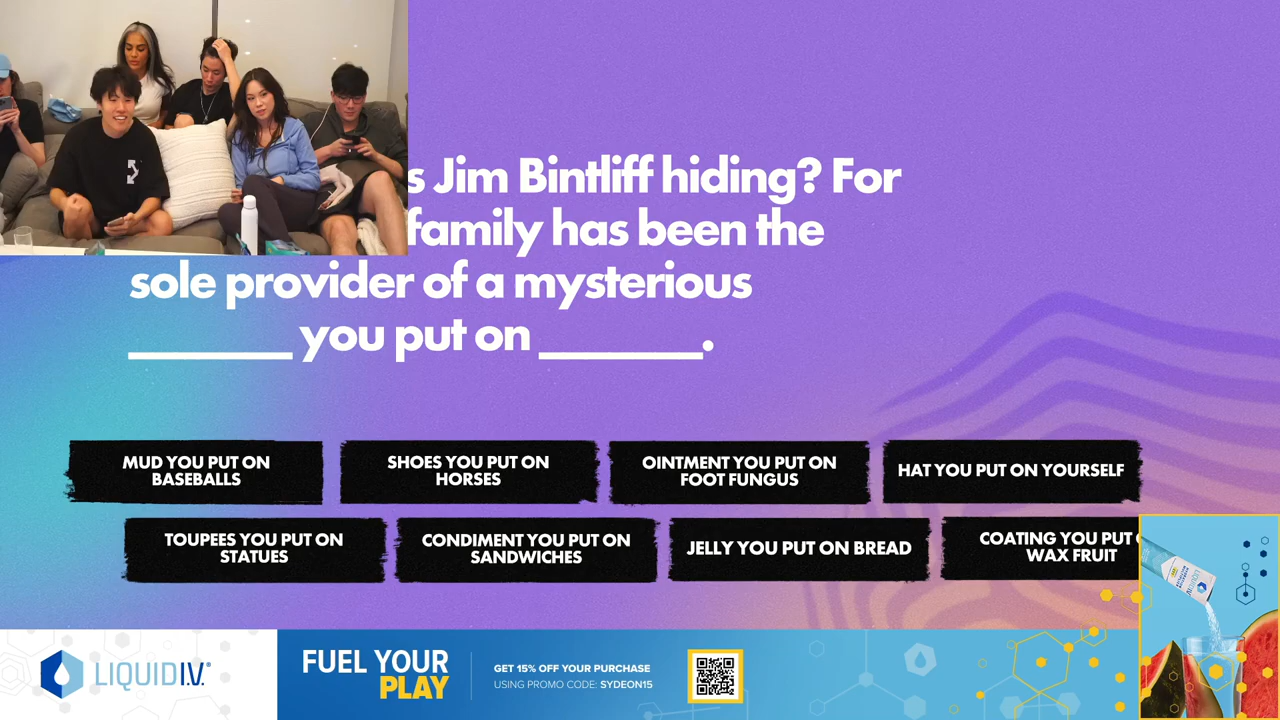 s Jim Bintliff hiding? For
family has been the
sole provider of a mysterious
________ you put on ________.
MUD YOU PUT ON
BASEBALLS
SHOES YOU PUT ON
HORSES
OINTMENT YOU PUT ON
FOOT FUNGUS
HAT YOU PUT ON YOURSELF
TOUPEES YOU PUT ON
STATUES
CONDIMENT YOU PUT ON
SANDWICHES
JELLY YOU PUT ON BREAD
COATING YOU PUT
WAX FRUIT
LIQUID I.V.
FUEL YOUR
PLAY
GET 15% OFF YOUR PURCHASE
USING PROMO CODE: SYDEON15